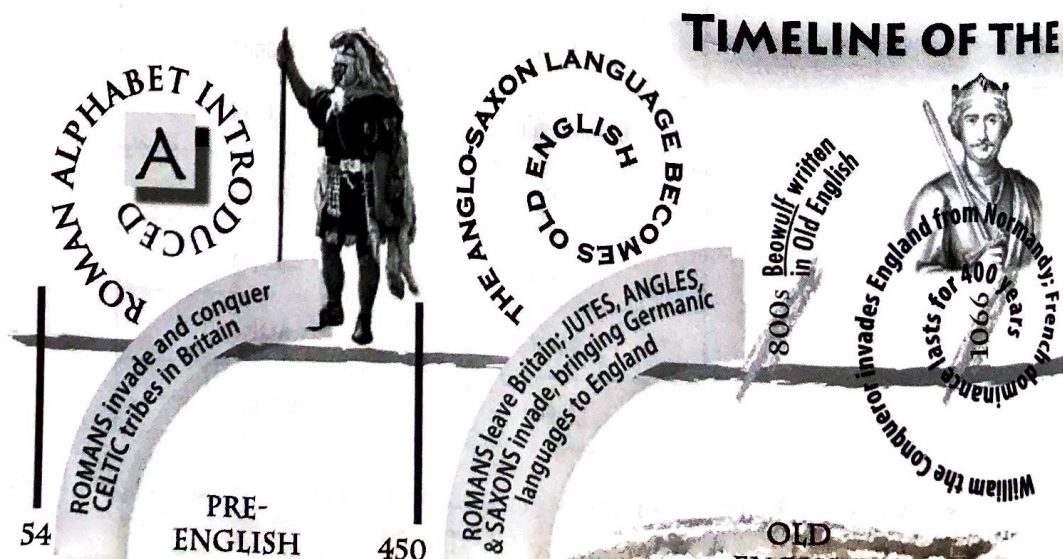 TIMELINE OF THE
ROMAN ALPHABET INTRODUCED
A
THE ANGLO-SAXON LANGUAGE BECOMES OLD ENGLISH
800s Beowulf written
in Old English
1066
William the Conqueror invades England from Normandy; French dominance lasts for 400 years
ROMANS invade and conquer
CELTIC tribes in Britain
ROMANS leave Britain; JUTES, ANGLES,
& SAXONS invade, bringing Germanic
languages to England
54
PRE-
ENGLISH
450
OLD